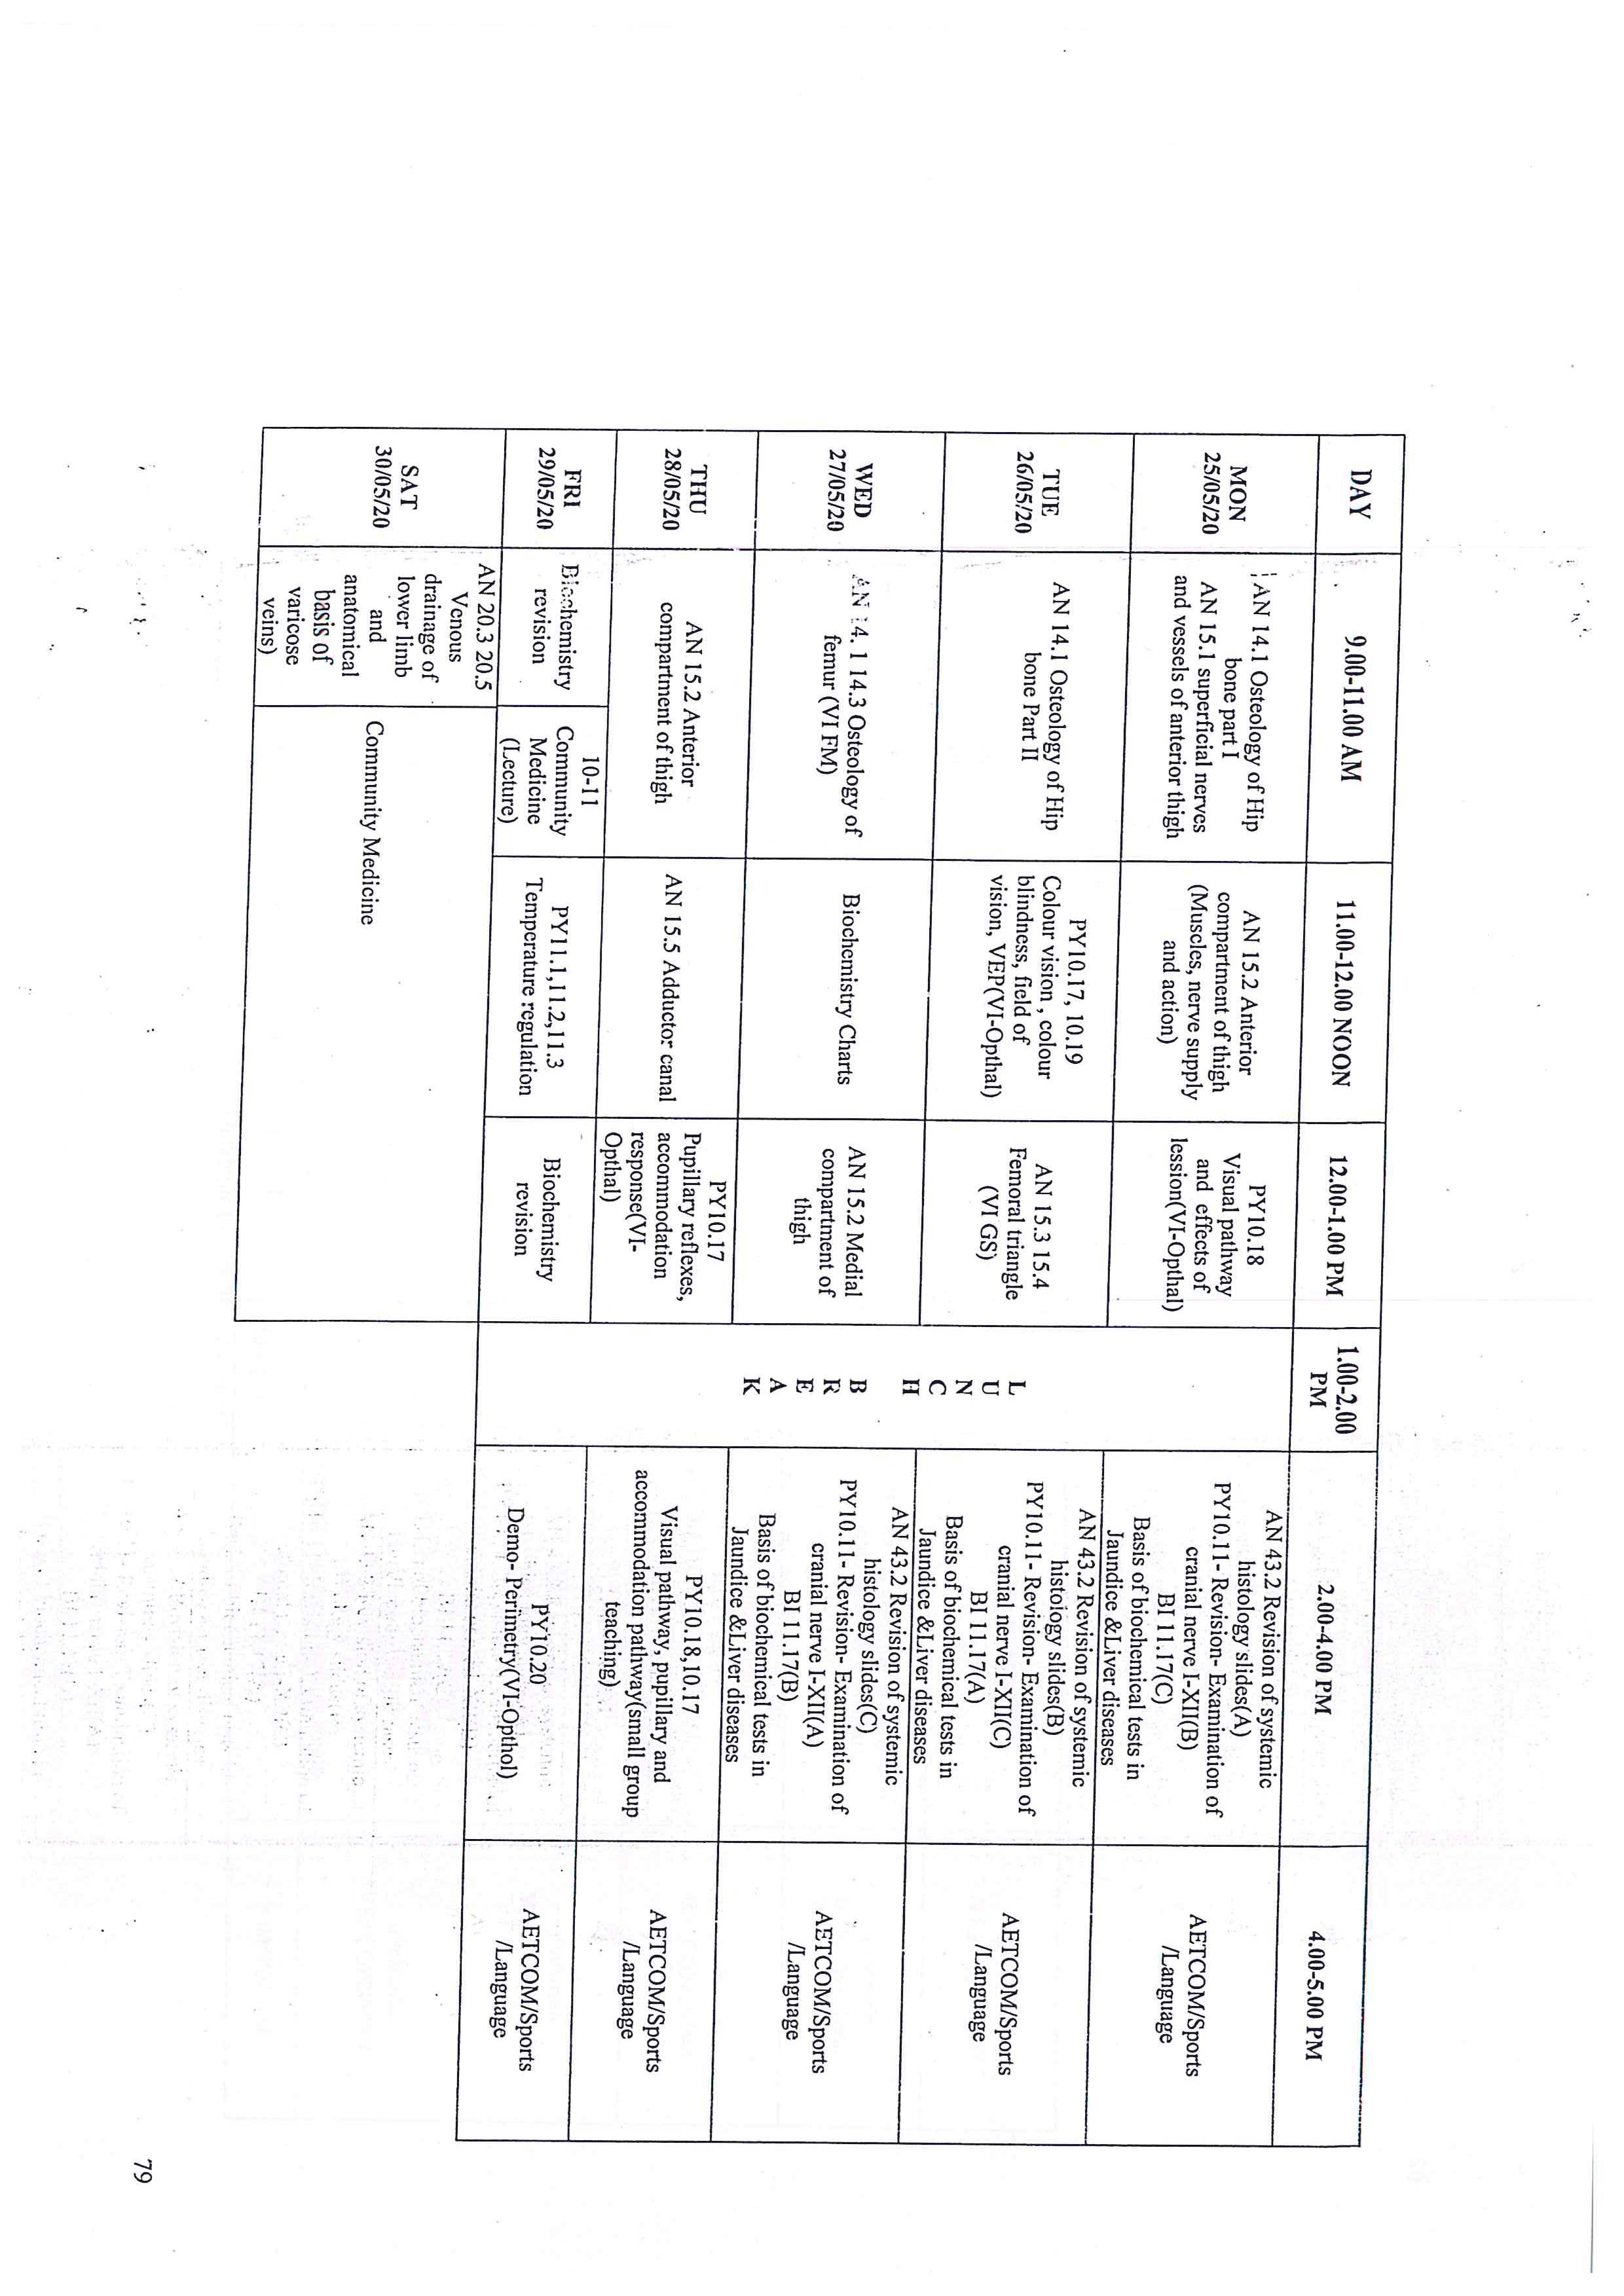 DAY
9.00-11.00 AM
11.00-12.00 NOON
12.00-1.00 PM
1.00-2.00
PM
2.00-4.00 PM
4.00-5.00 PM
MON
25/05/20
AN 14.1 Osteology of Hip
bone part I
AN 15.1 superficial nerves
and vessels of anterior thigh
AN 15.2 Anterior
compartment of thigh
(Muscles, nerve supply
and action)
PY10.18
Visual pathway
and effects of
lession(VI-Opthal)
L
U
N
C
H
B
R
E
A
K
AN 43.2 Revision of systemic
histology slides(A)
PY10.11- Revision- Examination of
cranial nerve I-XII(B)
BI 11.17(C)
Basis of biochemical tests in
Jaundice &Liver diseases
AETCOM/Sports
/Language
TUE
26/05/20
AN 14.1 Osteology of Hip
bone Part II
PY10.17, 10.19
Colour vision , colour
blindness, field of
vision, VEP(VI-Opthal)
AN 15.3 15.4
Femoral triangle
(VI GS)
AN 43.2 Revision of systemic
histology slides(B)
PY10.11- Revision- Examination of
cranial nerve I-XII(C)
BI 11.17(A)
Basis of biochemical tests in
Jaundice &Liver diseases
AETCOM/Sports
/Language
WED
27/05/20
AN 14. 1 14.3 Osteology of
femur (VI FM)
Biochemistry Charts
AN 15.2 Medial
compartment of
thigh
AN 43.2 Revision of systemic
histology slides(C)
PY10.11- Revision- Examination of
cranial nerve I-XII(A)
BI 11.17(B)
Basis of biochemical tests in
Jaundice &Liver diseases
AETCOM/Sports
/Language
THU
28/05/20
AN 15.2 Anterior
compartment of thigh
AN 15.5 Adductor canal
PY10.17
Pupillary reflexes,
accommodation
response(VI-
Opthal)
PY10.18,10.17
Visual pathway, pupillary and
accommodation pathway(small group
teaching)
AETCOM/Sports
/Language
FRI
29/05/20
Biochemistry
revision
10-11
Community
Medicine
(Lecture)
PY11.1,11.2,11.3
Temperature regulation
Biochemistry
revision
PY10.20
Demo- Perimetry(VI-Opthol)
AETCOM/Sports
/Language
SAT
30/05/20
AN 20.3 20.5
Venous
drainage of
lower limb
and
anatomical
basis of
varicose
veins)
Community Medicine
79